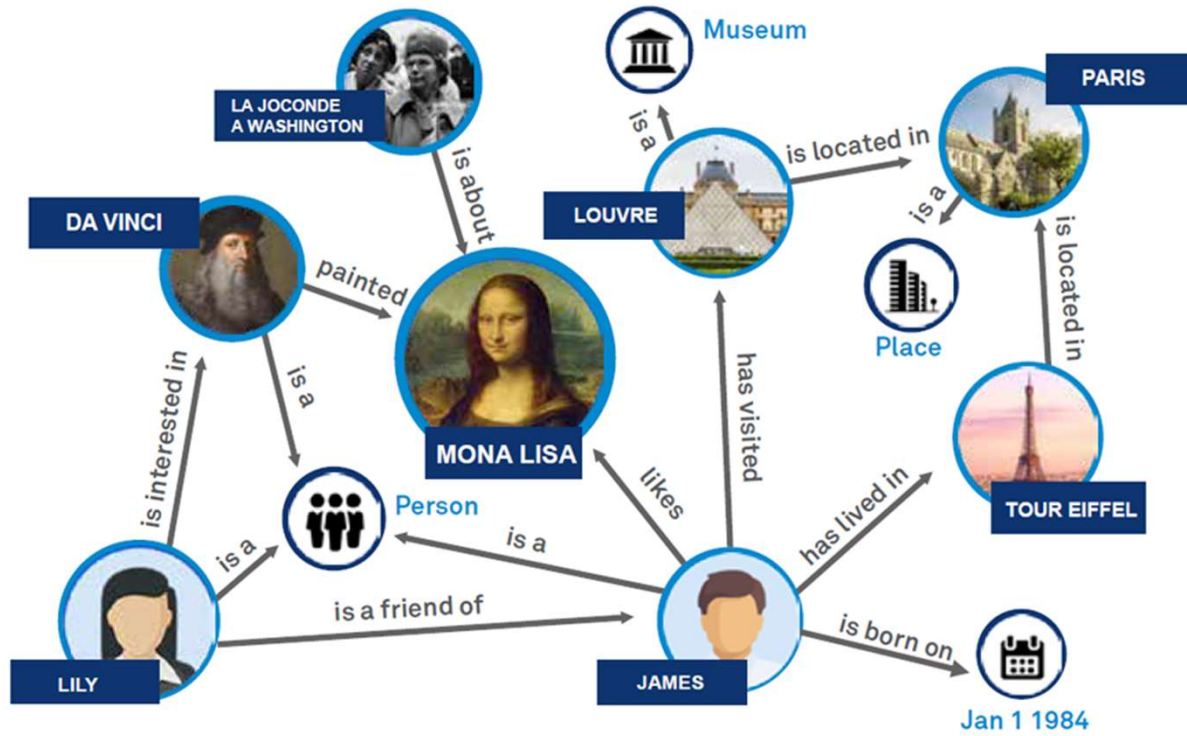 Museum
PARIS
LA JOCONDE
A WASHINGTON
is a
is located in
is about
LOUVRE
is a
DA VINCI
is located in
painted
Place
has visited
is a
is interested in
MONA LISA
likes
has lived in
TOUR EIFFEL
Person
is a
is a
is a friend of
is born on
LILY
JAMES
Jan 1 1984